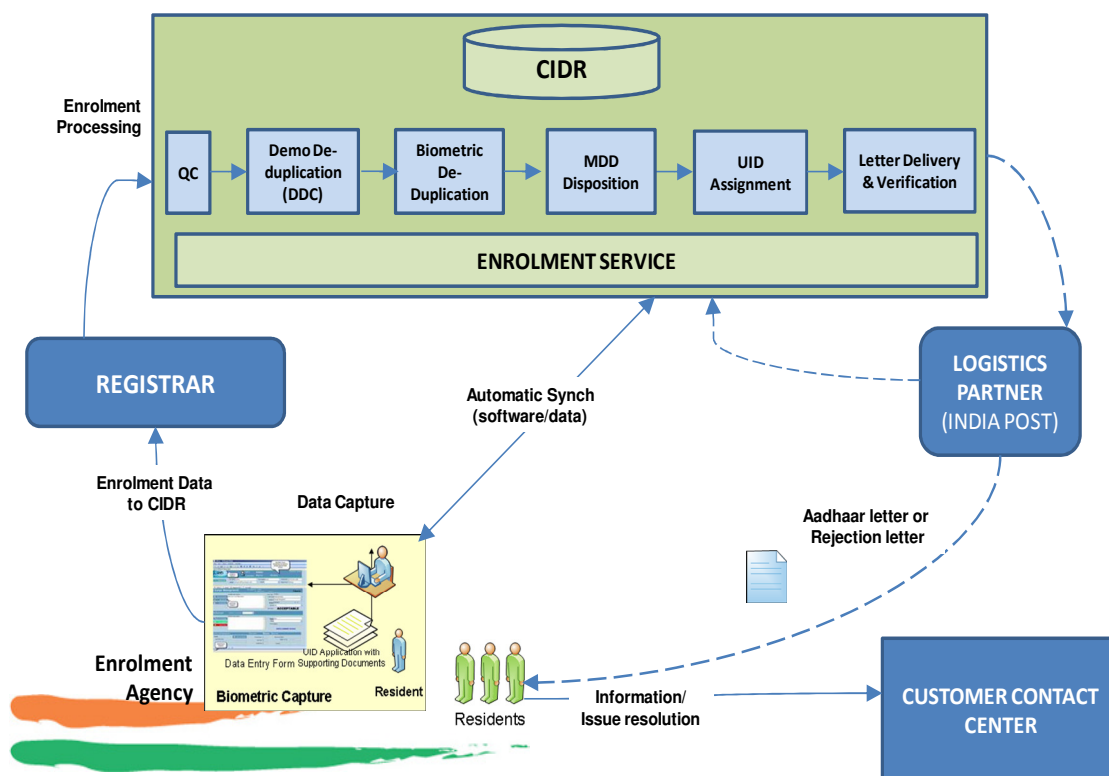 CIDR
Enrolment
Processing
QC
Demo De-
duplication
(DDC)
Biometric
De-
Duplication
MDD
Disposition
UID
Assignment
Letter Delivery
& Verification
ENROLMENT SERVICE
REGISTRAR
LOGISTICS
PARTNER
(INDIA POST)
Automatic Synch
(software/data)
Enrolment Data
to CIDR
Data Capture
Aadhaar letter or
Rejection letter
ACCEPTABLE
UID Application with
Data Entry Form Supporting Documents
Biometric Capture
Resident
Enrolment
Agency
Residents
Information/
Issue resolution
CUSTOMER CONTACT
CENTER